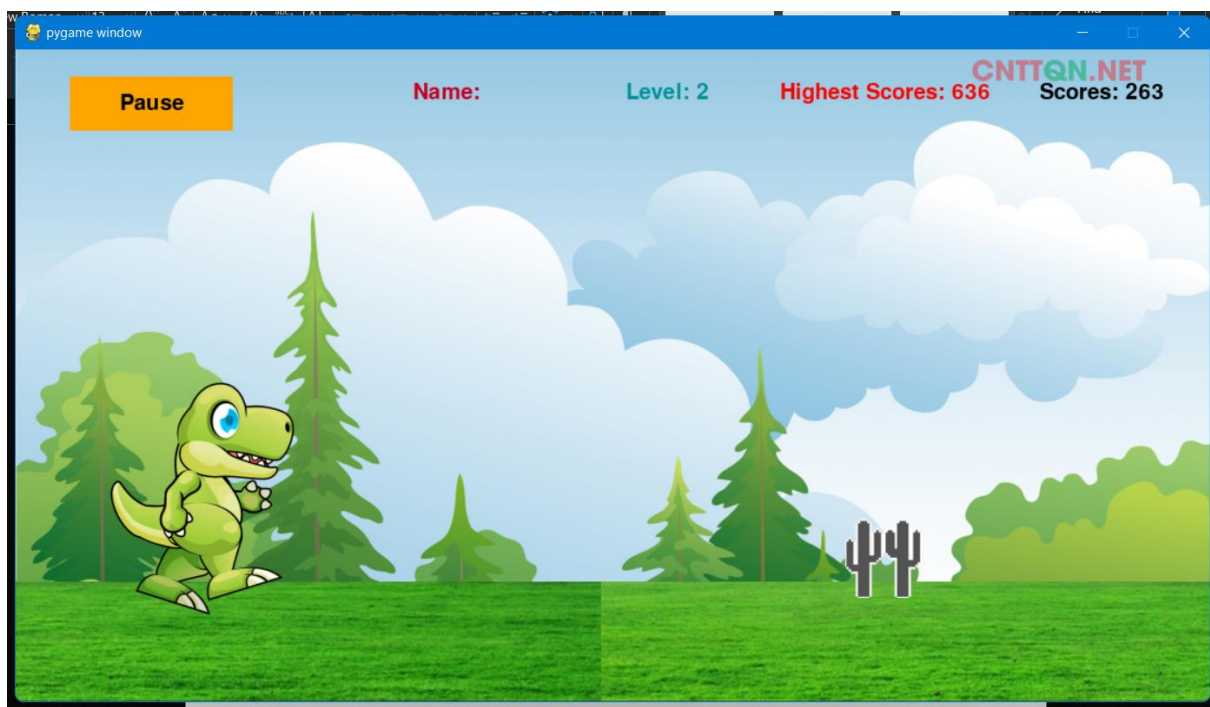 pygame window
CNTTQN.NET
Pause
Name:
Level: 2
Highest Scores: 636
Scores: 263